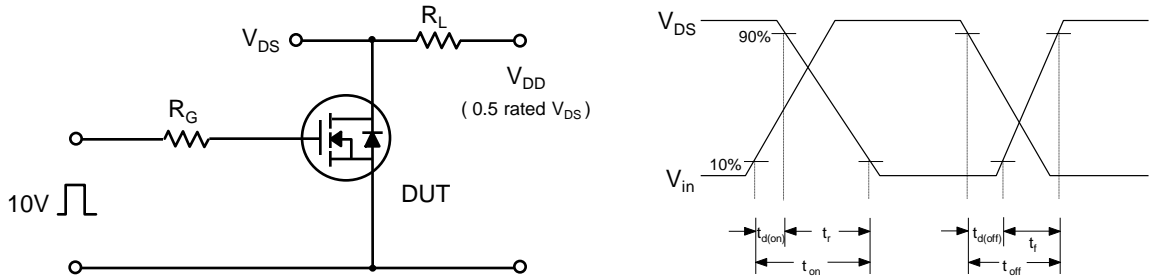 R_L
V_DS
V_DD
( 0.5 rated V_DS )
R_G
DUT
10V
V_DS
90%
10%
V_in
t_d(on)
t_r
t_on
t_d(off)
t_f
t_off